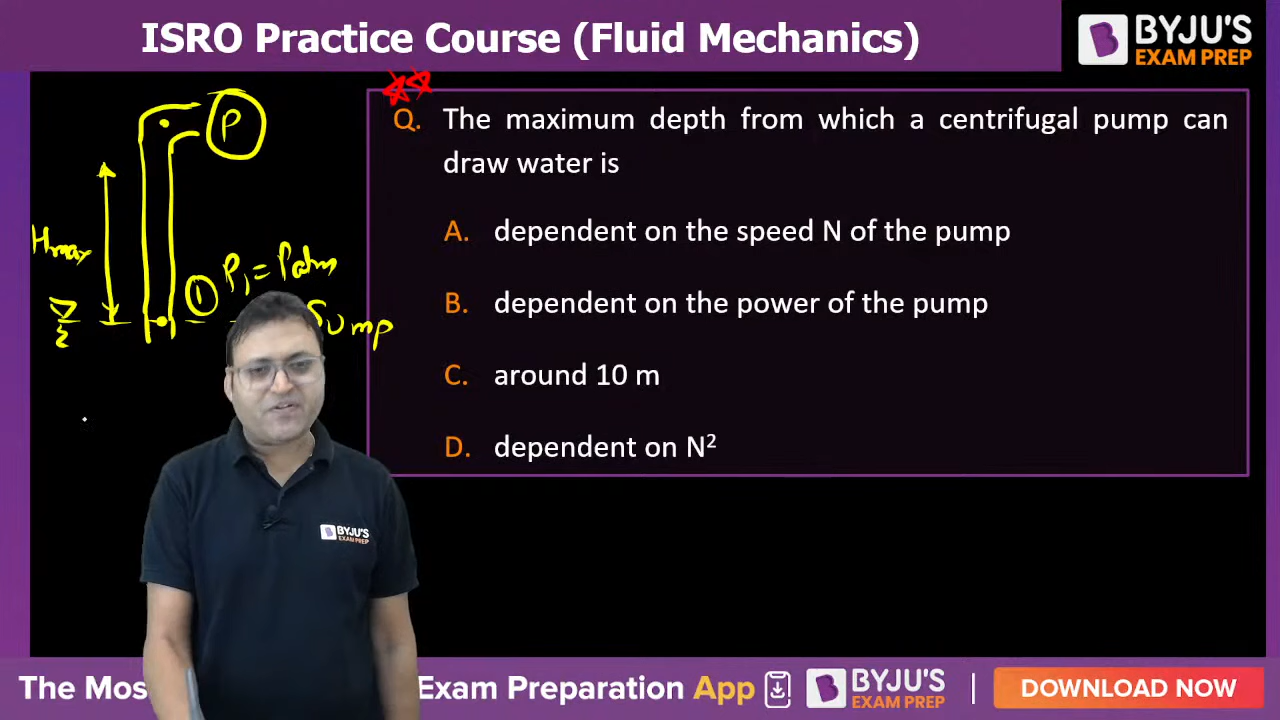 ISRO Practice Course (Fluid Mechanics)
BYJU'S
EXAM PREP
Q. The maximum depth from which a centrifugal pump can
draw water is
A. dependent on the speed N of the pump
B. dependent on the power of the pump
C. around 10 m
D. dependent on N²
P
Hmax
1 P₁ = Patm
Sump
BYJU'S
EXAM PREP
The Mos
Exam Preparation App
BYJU'S
EXAM PREP
DOWNLOAD NOW